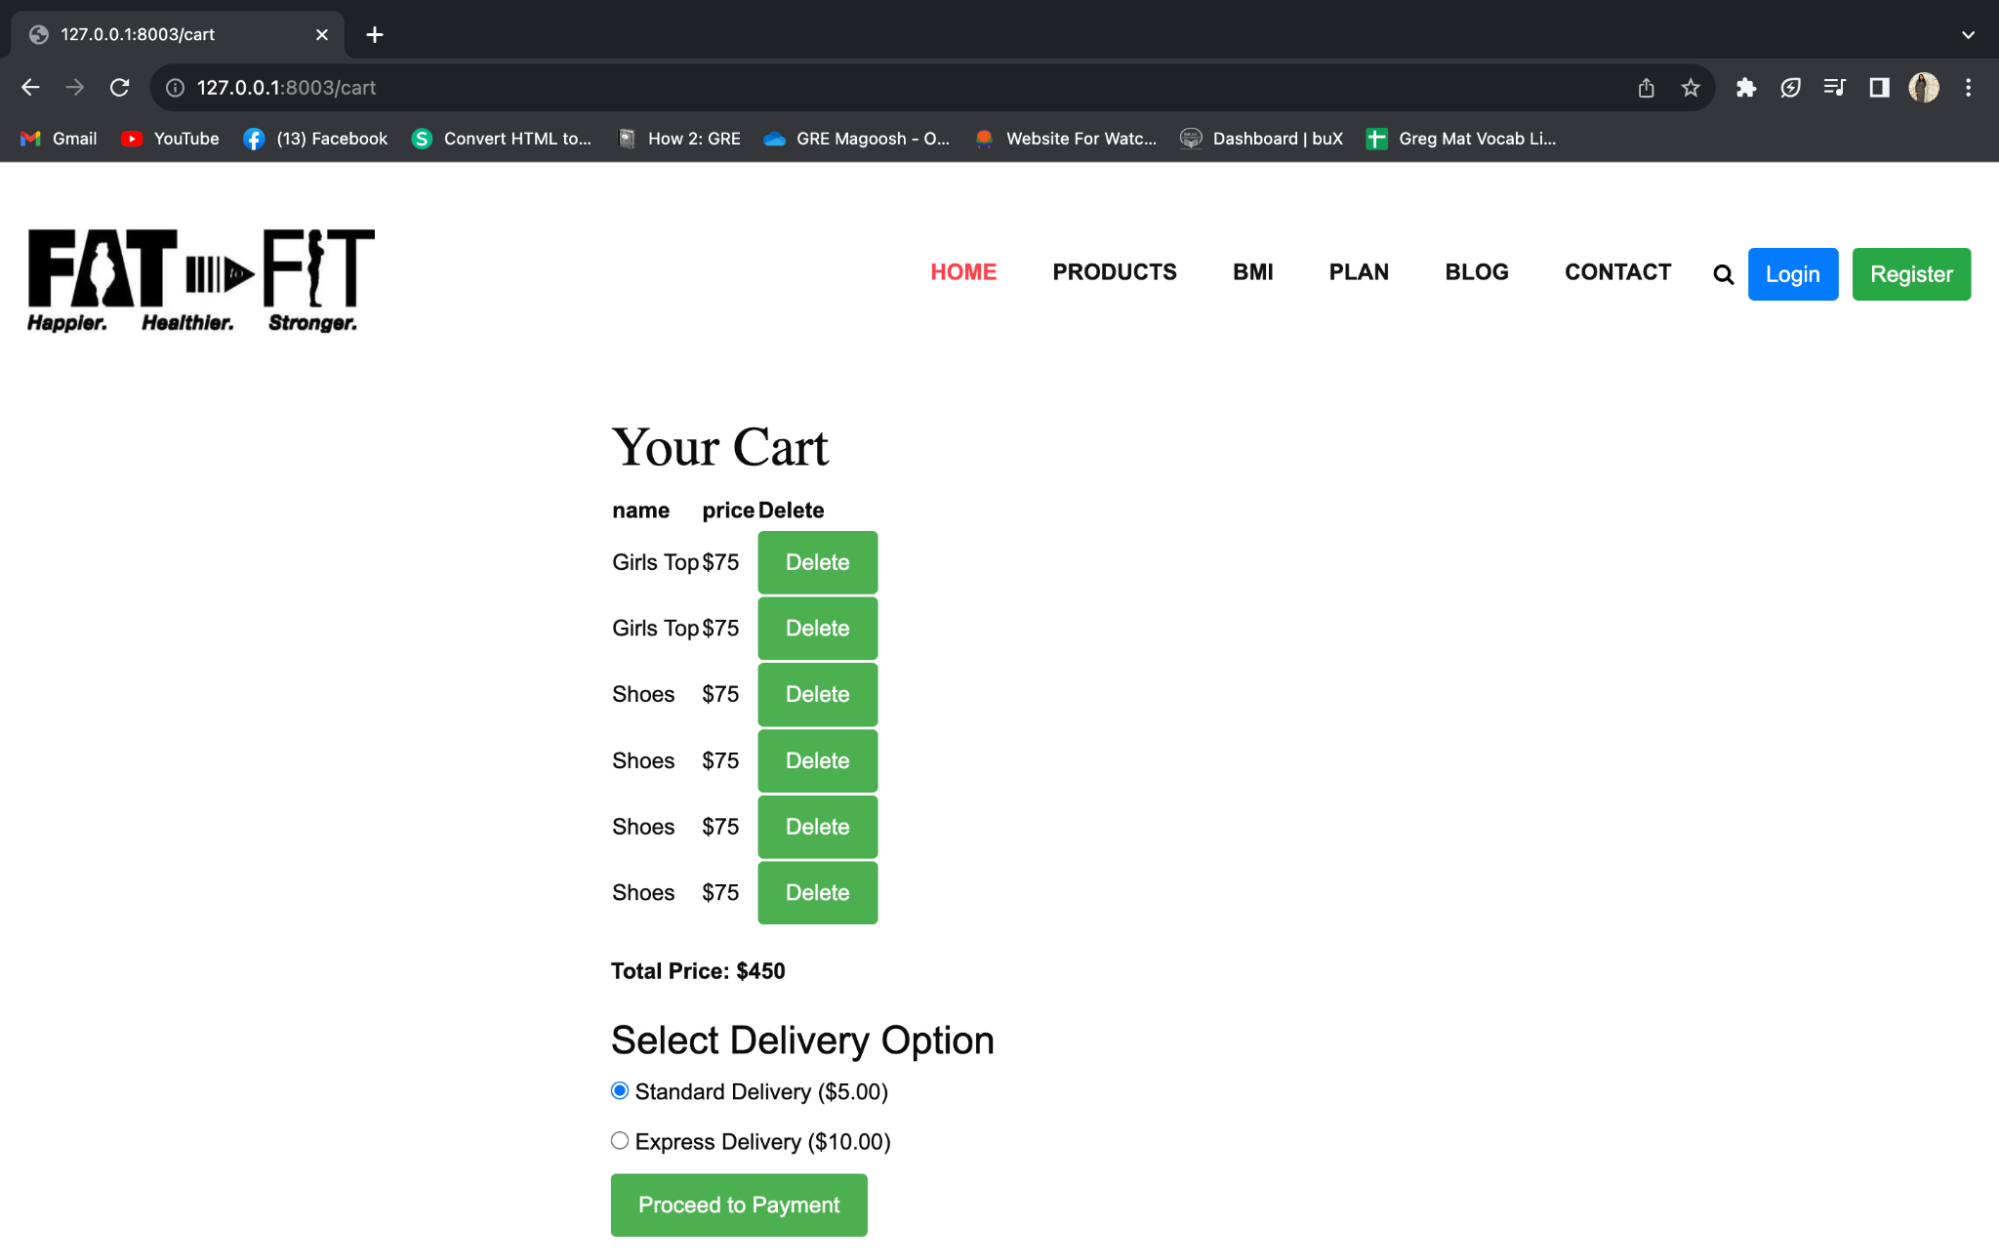 127.0.0.1:8003/cart
127.0.0.1:8003/cart
Gmail YouTube (13) Facebook Convert HTML to... How 2: GRE GRE Magoosh - O... Website For Watc... Dashboard | buX Greg Mat Vocab Li...
FAT to FIT
Happier. Healthier. Stronger.
HOME PRODUCTS BMI PLAN BLOG CONTACT Login Register
Your Cart
name price Delete
Girls Top $75 Delete
Girls Top $75 Delete
Shoes $75 Delete
Shoes $75 Delete
Shoes $75 Delete
Shoes $75 Delete
Total Price: $450
Select Delivery Option
Standard Delivery ($5.00)
Express Delivery ($10.00)
Proceed to Payment